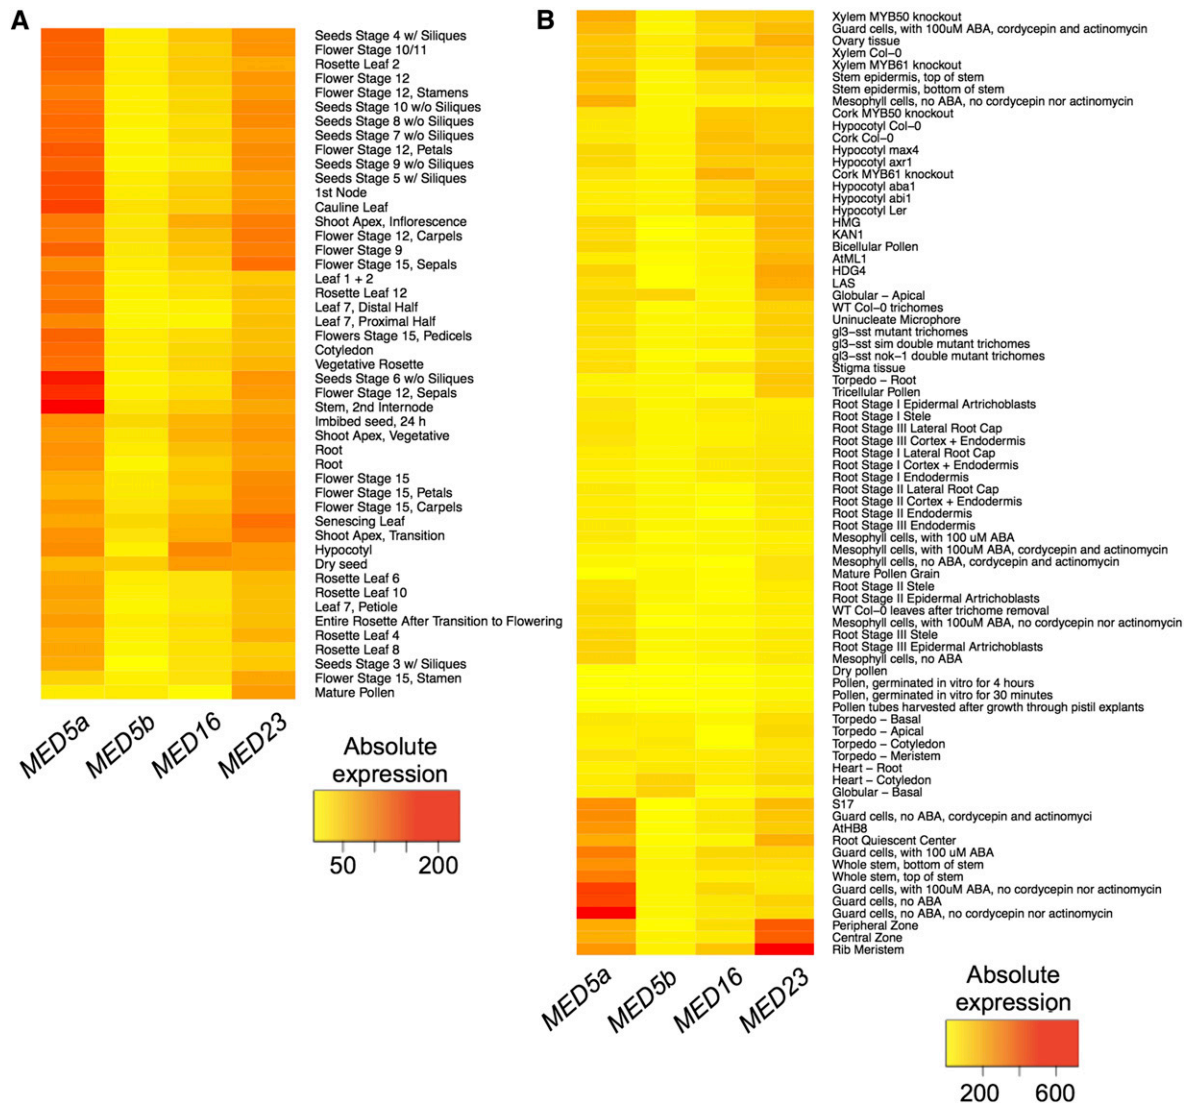 A
Seeds Stage 4 w/ Siliques
Flower Stage 10/11
Rosette Leaf 2
Flower Stage 12
Flower Stage 12, Stamens
Seeds Stage 10 w/o Siliques
Seeds Stage 8 w/o Siliques
Seeds Stage 7 w/o Siliques
Flower Stage 12, Petals
Seeds Stage 9 w/o Siliques
Seeds Stage 5 w/ Siliques
1st Node
Cauline Leaf
Shoot Apex, Inflorescence
Flower Stage 12, Carpels
Flower Stage 9
Flower Stage 15, Sepals
Leaf 1 + 2
Rosette Leaf 12
Leaf 7, Distal Half
Leaf 7, Proximal Half
Flowers Stage 15, Pedicels
Cotyledon
Vegetative Rosette
Seeds Stage 6 w/o Siliques
Flower Stage 12, Sepals
Stem, 2nd Internode
Imbibed seed, 24 h
Shoot Apex, Vegetative
Root
Root
Flower Stage 15
Flower Stage 15, Petals
Flower Stage 15, Carpels
Senescing Leaf
Shoot Apex, Transition
Hypocotyl
Dry seed
Rosette Leaf 6
Rosette Leaf 10
Leaf 7, Petiole
Entire Rosette After Transition to Flowering
Rosette Leaf 4
Rosette Leaf 8
Seeds Stage 3 w/ Siliques
Flower Stage 15, Stamen
Mature Pollen
MED5a
MED5b
MED16
MED23
Absolute
expression
50
200
B
Xylem MYB50 knockout
Guard cells, with 100uM ABA, cordycepin and actinomycin
Ovary tissue
Xylem Col-0
Xylem MYB61 knockout
Stem epidermis, top of stem
Stem epidermis, bottom of stem
Mesophyll cells, no ABA, no cordycepin nor actinomycin
Cork MYB50 knockout
Hypocotyl Col-0
Cork Col-0
Hypocotyl max4
Hypocotyl axr1
Cork MYB61 knockout
Hypocotyl aba1
Hypocotyl abi1
Hypocotyl Ler
HMG
KAN1
Bicellular Pollen
AtML1
HDG4
LAS
Globular – Apical
WT Col-0 trichomes
Uninucleate Microphore
gl3-sst mutant trichomes
gl3-sst sim double mutant trichomes
gl3-sst nok-1 double mutant trichomes
Stigma tissue
Torpedo – Root
Tricellular Pollen
Root Stage I Epidermal Artrichoblasts
Root Stage I Stele
Root Stage III Lateral Root Cap
Root Stage III Cortex + Endodermis
Root Stage I Lateral Root Cap
Root Stage I Cortex + Endodermis
Root Stage I Endodermis
Root Stage II Lateral Root Cap
Root Stage II Cortex + Endodermis
Root Stage II Endodermis
Root Stage III Endodermis
Mesophyll cells, with 100 uM ABA
Mesophyll cells, with 100uM ABA, cordycepin and actinomycin
Mesophyll cells, no ABA, cordycepin and actinomycin
Mature Pollen Grain
Root Stage II Stele
Root Stage II Epidermal Artrichoblasts
WT Col-0 leaves after trichome removal
Mesophyll cells, with 100uM ABA, no cordycepin nor actinomycin
Root Stage III Stele
Root Stage III Epidermal Artrichoblasts
Mesophyll cells, no ABA
Dry pollen
Pollen, germinated in vitro for 4 hours
Pollen, germinated in vitro for 30 minutes
Pollen tubes harvested after growth through pistil explants
Torpedo – Basal
Torpedo – Apical
Torpedo – Cotyledon
Torpedo – Meristem
Heart – Root
Heart – Cotyledon
Globular – Basal
S17
Guard cells, no ABA, cordycepin and actinomyci
AtHB8
Root Quiescent Center
Guard cells, with 100 uM ABA
Whole stem, bottom of stem
Whole stem, top of stem
Guard cells, with 100uM ABA, no cordycepin nor actinomycin
Guard cells, no ABA
Guard cells, no ABA, no cordycepin nor actinomycin
Peripheral Zone
Central Zone
Rib Meristem
MED5a
MED5b
MED16
MED23
Absolute
expression
200
600